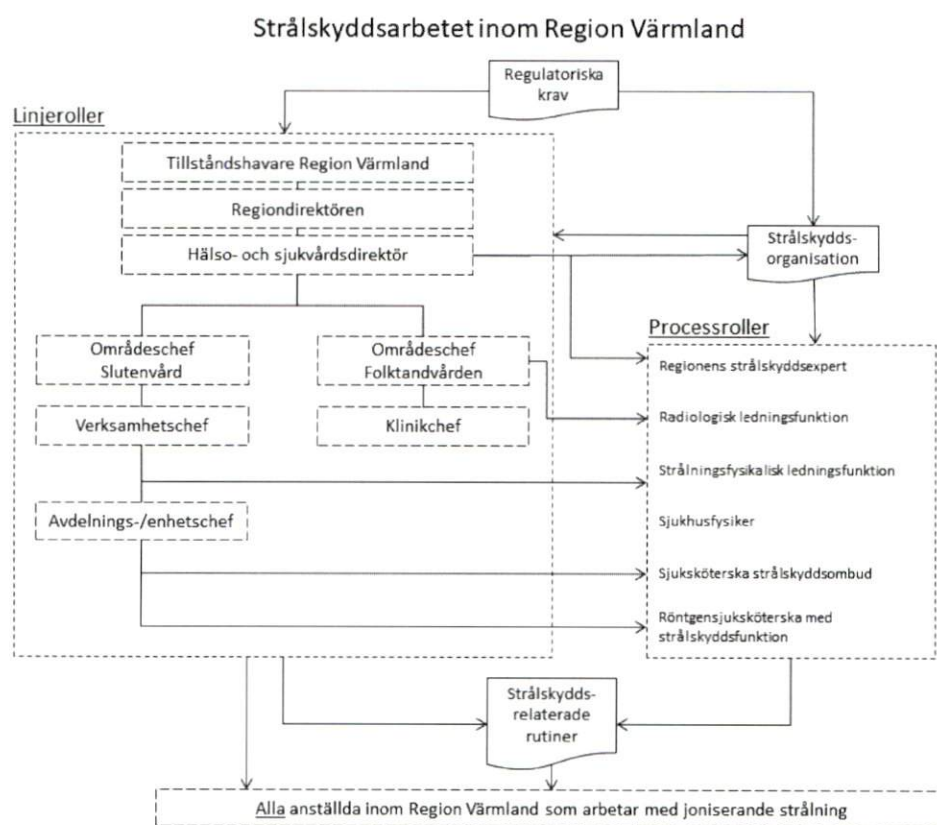 Strålskyddsarbetet inom Region Värmland
Regulatoriska
krav
Linjeroller
Tillståndshavare Region Värmland
Regiondirektören
Hälso- och sjukvårdsdirektör
Strålskydds-
organisation
Områdeschef
Slutenvård
Områdeschef
Folktandvården
Verksamhetschef
Klinikchef
Avdelnings-/enhetschef
Processroller
Regionens strålskyddsexpert
Radiologisk ledningsfunktion
Strålningsfysikalisk ledningsfunktion
Sjukhusfysiker
Sjuksköterska strålskyddsombud
Röntgensjuksköterska med
strålskyddsfunktion
Strålskydds-
relaterade
rutiner
Alla anställda inom Region Värmland som arbetar med joniserande strålning